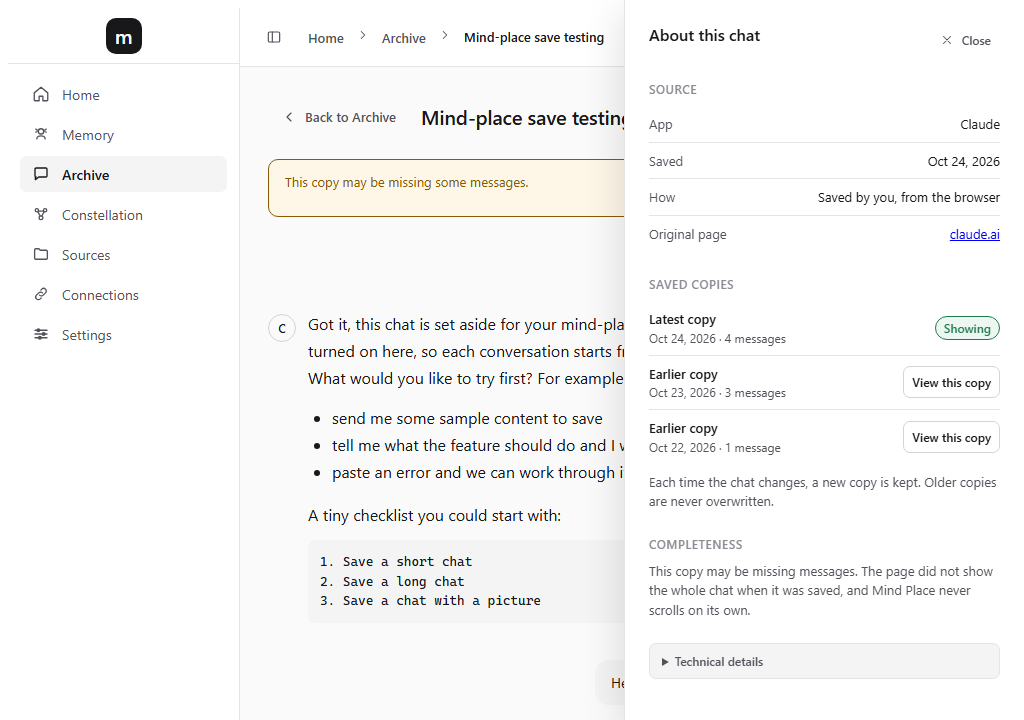 m
Home
Memory
Archive
Constellation
Sources
Connections
Settings
Home > Archive > Mind-place save testing
Back to Archive
Mind-place save testing
This copy may be missing some messages.
C
Got it, this chat is set aside for your
turned on here, so each conversation starts
What would you like to try first? For example
• send me some sample content to save
• tell me what the feature should do and I
• paste an error and we can work through
A tiny checklist you could start with:
1. Save a short chat
2. Save a long chat
3. Save a chat with a picture
About this chat
Close
SOURCE
App Claude
Saved Oct 24, 2026
How Saved by you, from the browser
Original page claude.ai
SAVED COPIES
Latest copy
Oct 24, 2026 · 4 messages
Showing
Earlier copy
Oct 23, 2026 · 3 messages
View this copy
Earlier copy
Oct 22, 2026 · 1 message
View this copy
Each time the chat changes, a new copy is kept. Older copies
are never overwritten.
COMPLETENESS
This copy may be missing messages. The page did not show
the whole chat when it was saved, and Mind Place never
scrolls on its own.
Technical details